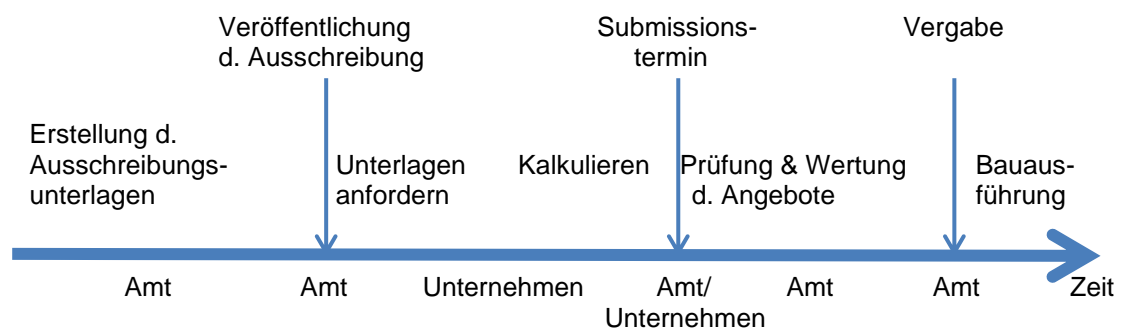 Veröffentlichung
d. Ausschreibung
Submissions-
termin
Vergabe
Erstellung d.
Ausschreibungs-
unterlagen
Unterlagen
anfordern
Kalkulieren
Prüfung & Wertung
d. Angebote
Bauaus-
führung
Amt
Amt
Unternehmen
Amt/
Unternehmen
Amt
Amt
Zeit